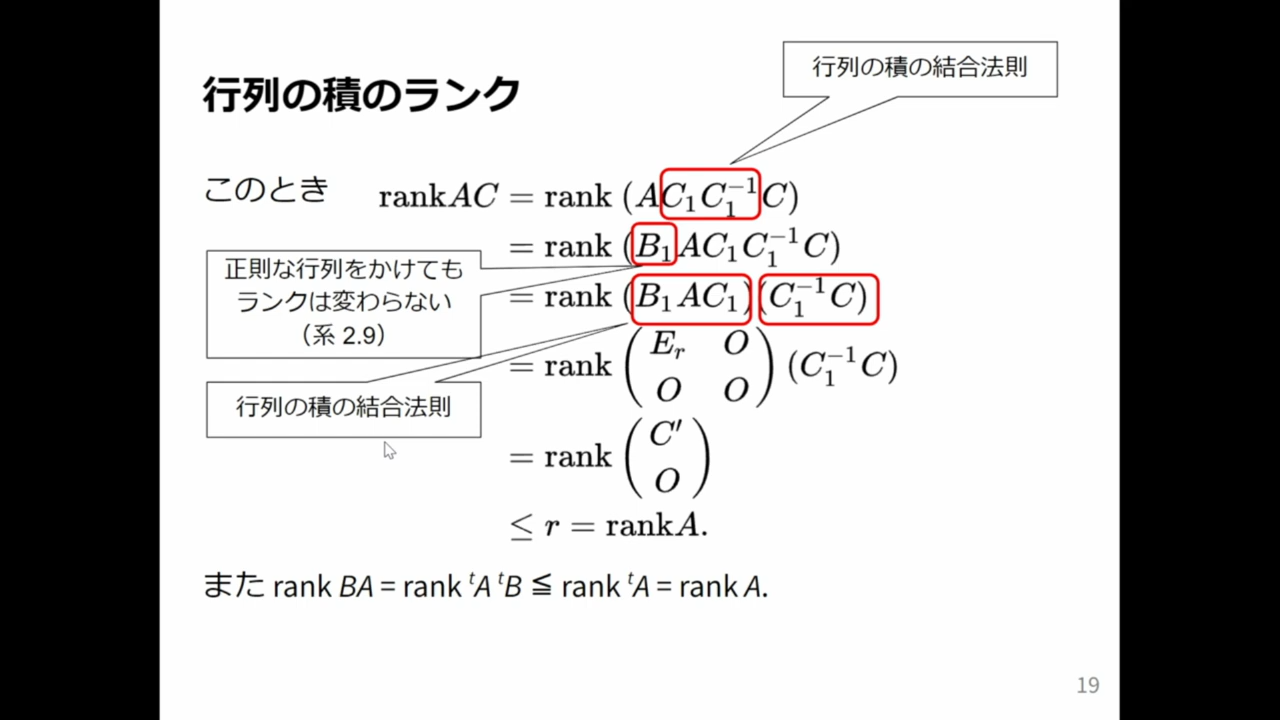 行列の積の結合法則
行列の積のランク
このとき rankAC = rank (AC₁C₁⁻¹C)
= rank (B₁AC₁C₁⁻¹C)
正則な行列をかけても
ランクは変わらない
（系 2.9）
= rank (B₁AC₁)(C₁⁻¹C)
= rank ( Eᵣ O ) (C₁⁻¹C)
O O
行列の積の結合法則
= rank ( C′ )
O
≤ r = rankA.
また rank BA = rank ᵗA ᵗB ≦ rank ᵗA = rank A.
19